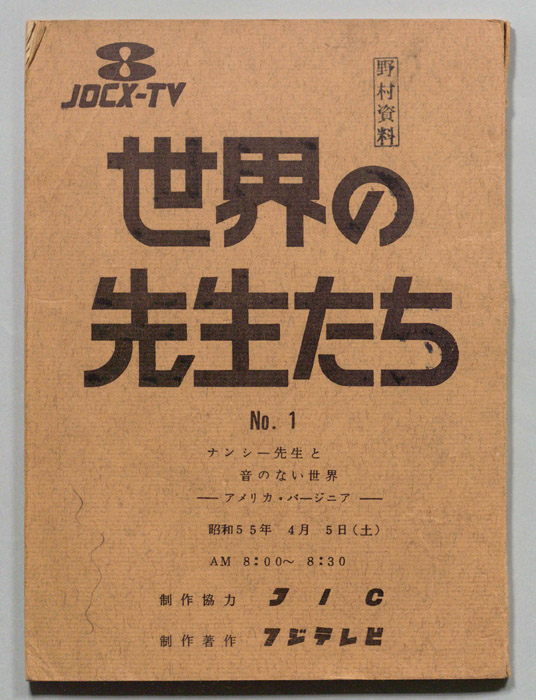 8
JOCX-TV
野村資料
世界の
先生たち
No. 1
ナンシー先生と
音のない世界
── アメリカ・バージニア ──
昭和55年 4月 5日(土)
AM 8:00〜 8:30
制作協力 JIC
制作著作 フジテレビ